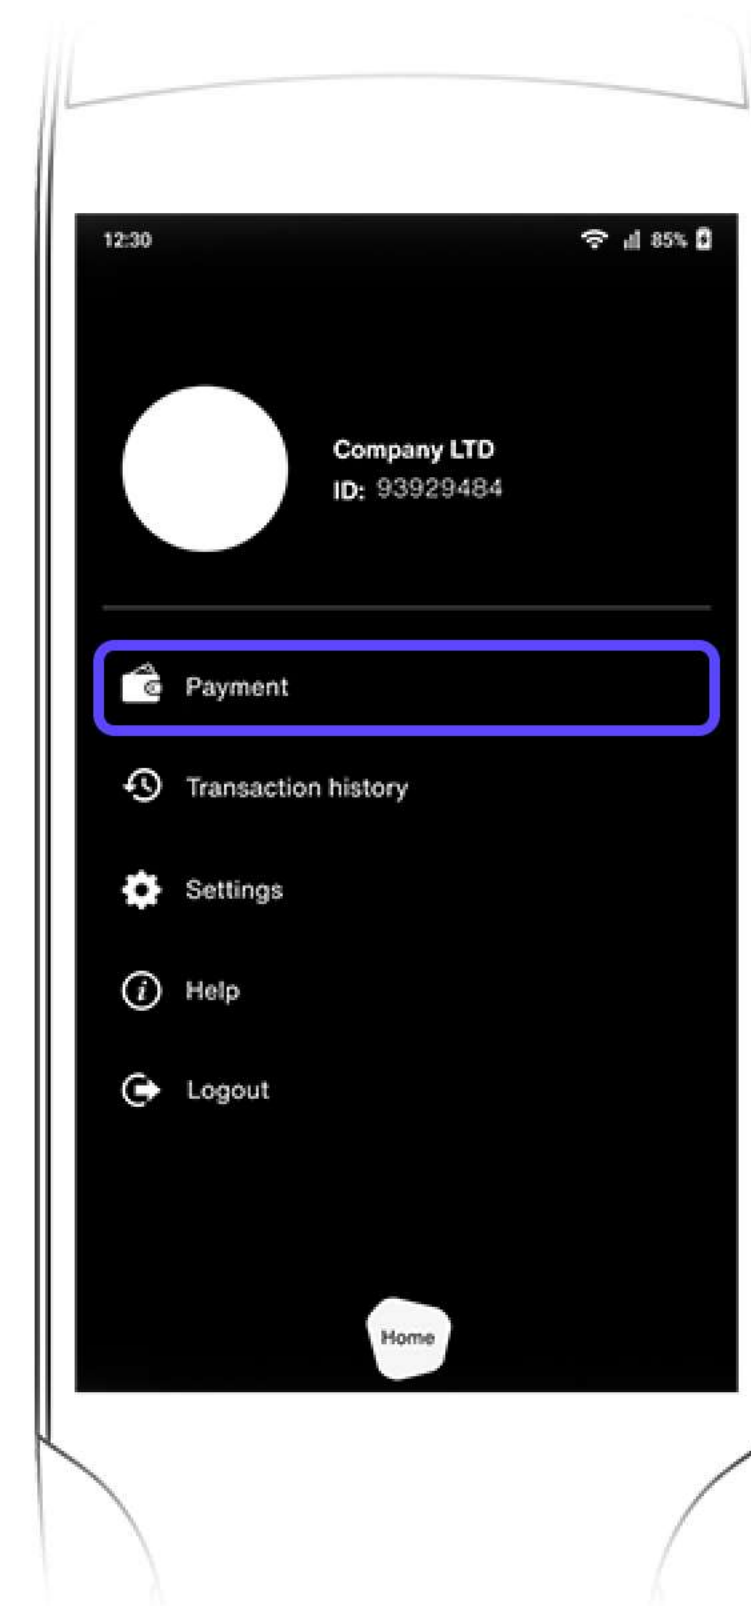 12:30 85%
Company LTD
ID: 93929484
Payment
Transaction history
Settings
Help
Logout
Home